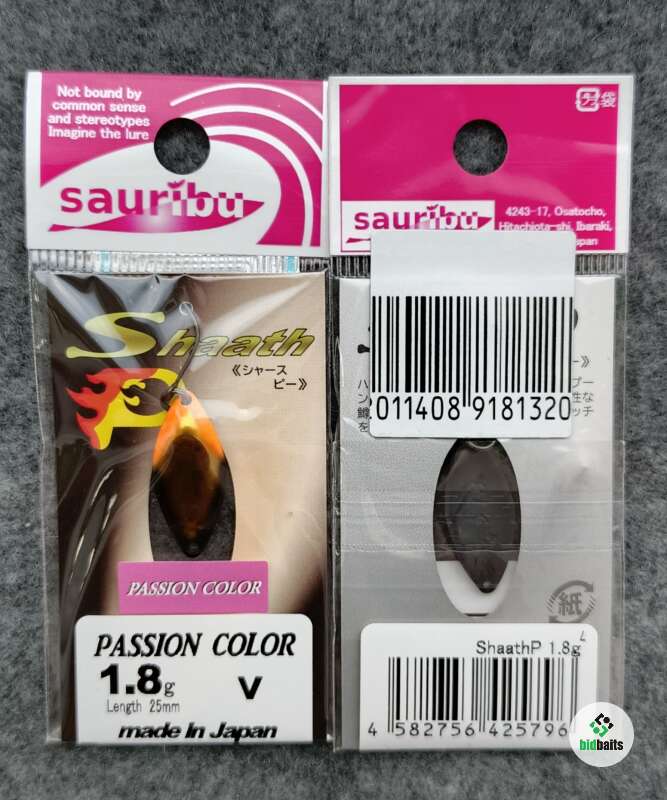 Not bound by
common sense
and stereotypes
Imagine the lure
sauribu
Shaath
P
《シャース
ピー》
PASSION COLOR
PASSION COLOR
1.8g
Length 25mm
V
made In Japan
袋
sauribu
4243-17, Osatocho,
Hitachiota-shi, Ibaraki,
011408 9181320
紙
ShaathP 1.8g
4 582756 425796
bidbaits